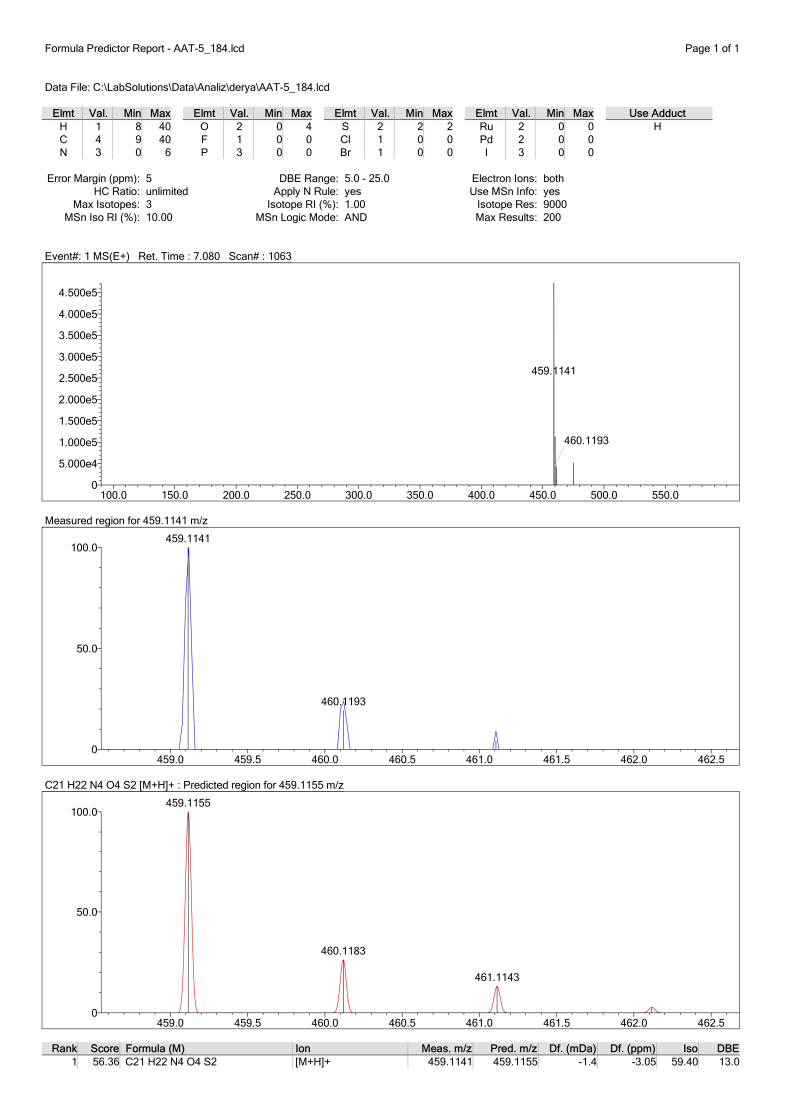 Formula Predictor Report - AAT-5_184.lcd Page 1 of 1
Data File: C:\LabSolutions\Data\Analiz\derya\AAT-5_184.lcd
Elmt Val. Min Max Elmt Val. Min Max Elmt Val. Min Max Elmt Val. Min Max Use Adduct
H 1 8 40 O 2 0 4 S 2 2 2 Ru 2 0 0 H
C 4 9 40 F 1 0 0 Cl 1 0 0 Pd 2 0 0
N 3 0 6 P 3 0 0 Br 1 0 0 I 3 0 0
Error Margin (ppm): 5 DBE Range: 5.0 - 25.0 Electron Ions: both
HC Ratio: unlimited Apply N Rule: yes Use MSn Info: yes
Max Isotopes: 3 Isotope RI (%): 1.00 Isotope Res: 9000
MSn Iso RI (%): 10.00 MSn Logic Mode: AND Max Results: 200
Event#: 1 MS(E+) Ret. Time : 7.080 Scan# : 1063
4.500e5
4.000e5
3.500e5
3.000e5
2.500e5 459.1141
2.000e5
1.500e5
1.000e5 460.1193
5.000e4
0
100.0 150.0 200.0 250.0 300.0 350.0 400.0 450.0 500.0 550.0
Measured region for 459.1141 m/z
459.1141
100.0
50.0
460.1193
0
459.0 459.5 460.0 460.5 461.0 461.5 462.0 462.5
C21 H22 N4 O4 S2 [M+H]+ : Predicted region for 459.1155 m/z
459.1155
100.0
50.0
460.1183
461.1143
0
459.0 459.5 460.0 460.5 461.0 461.5 462.0 462.5
Rank Score Formula (M) Ion Meas. m/z Pred. m/z Df. (mDa) Df. (ppm) Iso DBE
1 56.36 C21 H22 N4 O4 S2 [M+H]+ 459.1141 459.1155 -1.4 -3.05 59.40 13.0